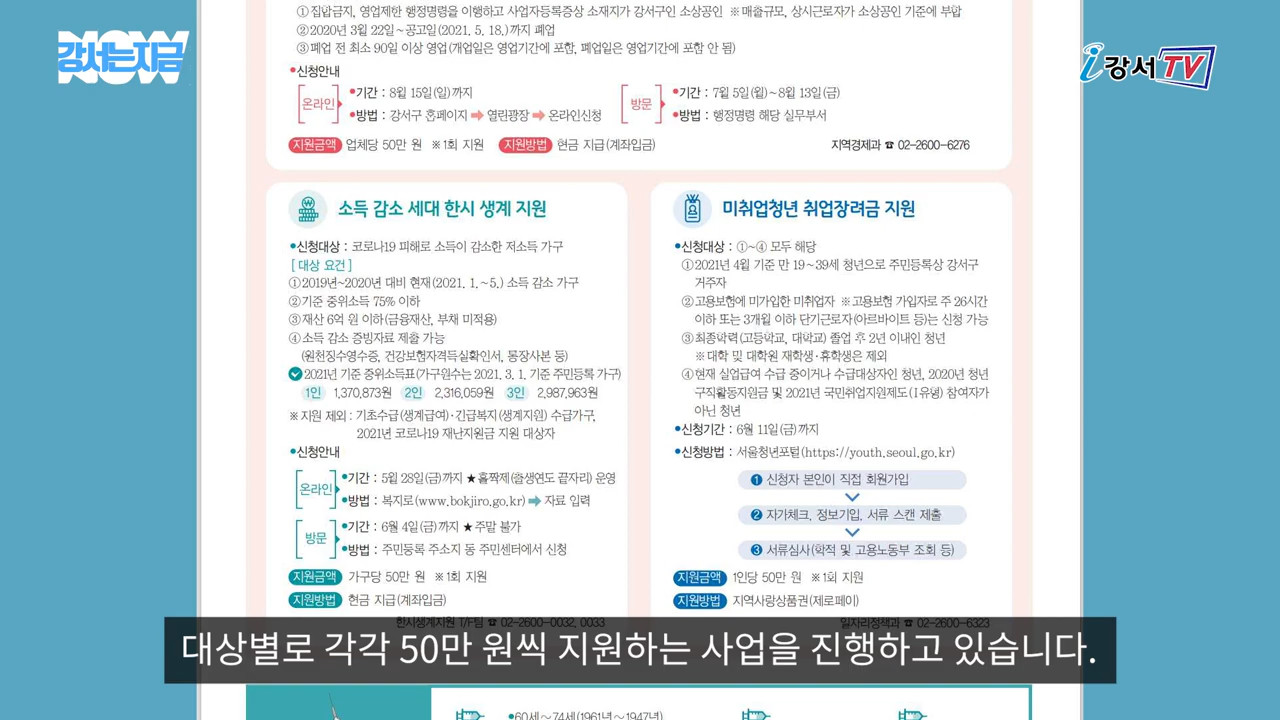 강서는지금
NOW
i강서TV
①집합금지, 영업제한 행정명령을 이행하고 사업자등록증상 소재지가 강서구인 소상공인 ※매출규모, 상시근로자가 소상공인 기준에 부합
②2020년 3월 22일~공고일(2021. 5. 18.)까지 폐업
③폐업 전 최소 90일 이상 영업(개업일은 영업기간에 포함, 폐업일은 영업기간에 포함 안 됨)
•신청안내
온라인
•기간 : 8월 15일(일)까지
•방법 : 강서구 홈페이지 ➡ 열린광장 ➡ 온라인신청
방문
•기간 : 7월 5일(월)~8월 13일(금)
•방법 : 행정명령 해당 실무부서
지원금액 업체당 50만 원 ※1회 지원 지원방법 현금 지급(계좌입금)
지역경제과 ☎ 02-2600-6276
소득 감소 세대 한시 생계 지원
•신청대상 : 코로나19 피해로 소득이 감소한 저소득 가구
[대상 요건]
①2019년~2020년 대비 현재(2021. 1.~5.) 소득 감소 가구
②기준 중위소득 75% 이하
③재산 6억 원 이하(금융재산, 부채 미적용)
④소득 감소 증빙자료 제출 가능
(원천징수영수증, 건강보험자격득실확인서, 통장사본 등)
2021년 기준 중위소득표(가구원수는 2021. 3. 1. 기준 주민등록 가구)
1인 1,370,873원 2인 2,316,059원 3인 2,987,963원
※지원 제외 : 기초수급(생계급여)·긴급복지(생계지원) 수급가구,
2021년 코로나19 재난지원금 지원 대상자
•신청안내
온라인
•기간 : 5월 28일(금)까지 ★홀짝제(출생연도 끝자리) 운영
•방법 : 복지로(www.bokjiro.go.kr) ➡ 자료 입력
방문
•기간 : 6월 4일(금)까지 ★주말 불가
•방법 : 주민등록 주소지 동 주민센터에서 신청
지원금액 가구당 50만 원 ※1회 지원
지원방법 현금 지급(계좌입금)
한시생계지원 T/F팀 ☎ 02-2600-0032, 0033
미취업청년 취업장려금 지원
•신청대상 : ①~④ 모두 해당
①2021년 4월 기준 만 19~39세 청년으로 주민등록상 강서구
거주자
②고용보험에 미가입한 미취업자 ※고용보험 가입자로 주 26시간
이하 또는 3개월 이하 단기근로자(아르바이트 등)는 신청 가능
③최종학력(고등학교, 대학교) 졸업 후 2년 이내인 청년
※대학 및 대학원 재학생·휴학생은 제외
④현재 실업급여 수급 중이거나 수급대상자인 청년, 2020년 청년
구직활동지원금 및 2021년 국민취업지원제도(Ⅰ유형) 참여자가
아닌 청년
•신청기간 : 6월 11일(금)까지
•신청방법 : 서울청년포털(https://youth.seoul.go.kr)
❶ 신청자 본인이 직접 회원가입
❷ 자가체크, 정보기입, 서류 스캔 제출
❸ 서류심사(학적 및 고용노동부 조회 등)
지원금액 1인당 50만 원 ※1회 지원
지원방법 지역사랑상품권(제로페이)
일자리정책과 ☎ 02-2600-6323
대상별로 각각 50만 원씩 지원하는 사업을 진행하고 있습니다.
•60세~74세(1961년~1947년)